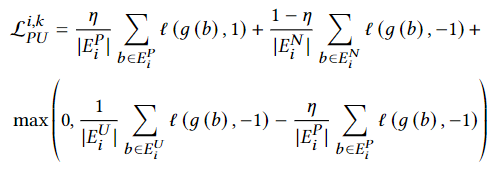 $\mathcal{L}_{PU}^{i,k} = \frac{\eta}{|E_i^P|} \sum_{b \in E_i^P} \ell(g(b), 1) + \frac{1-\eta}{|E_i^N|} \sum_{b \in E_i^N} \ell(g(b), -1) +$
$\max\left(0, \frac{1}{|E_i^U|} \sum_{b \in E_i^U} \ell(g(b), -1) - \frac{\eta}{|E_i^P|} \sum_{b \in E_i^P} \ell(g(b), -1)\right)$